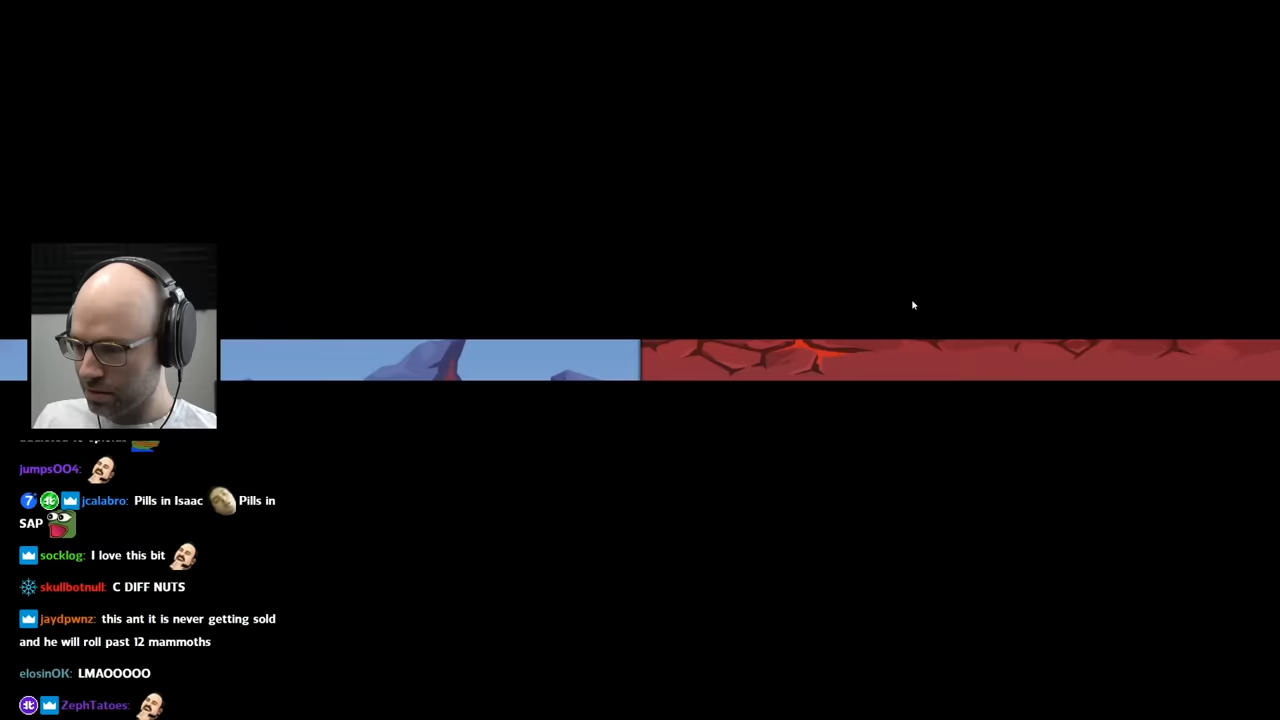 jumps004:
jcalabro: Pills in Isaac Pills in
SAP
socklog: I love this bit
skullbotnull: C DIFF NUTS
jaydpwnz: this ant it is never getting sold
and he will roll past 12 mammoths
elosinOK: LMAOOOOO
ZephTatoes: